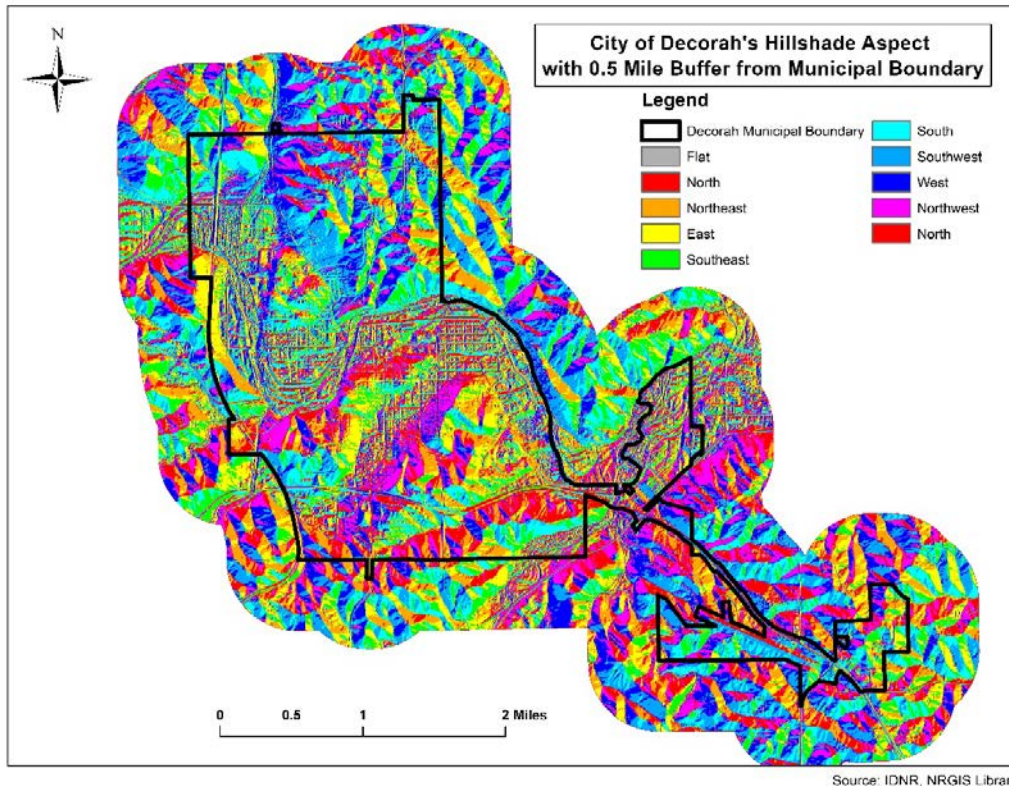 N
City of Decorah's Hillshade Aspect
with 0.5 Mile Buffer from Municipal Boundary
Legend
Decorah Municipal Boundary
Flat
North
Northeast
East
Southeast
South
Southwest
West
Northwest
North
0 0.5 1 2 Miles
Source: IDNR, NRGIS Librar